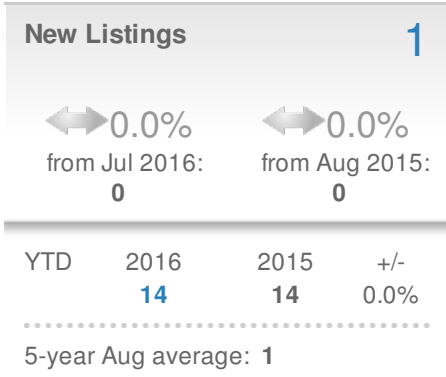 New Listings 1
0.0% 0.0%
from Jul 2016: from Aug 2015:
0 0
YTD 2016 2015 +/-
14 14 0.0%
5-year Aug average: 1